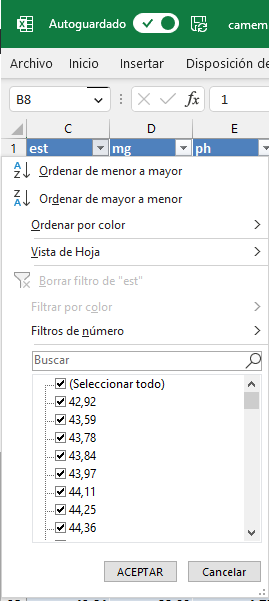 Autoguardado camem
Archivo Inicio Insertar Disposición de
B8 fx 1
C D E
1 est mg ph
Ordenar de menor a mayor
Ordenar de mayor a menor
Ordenar por color
Vista de Hoja
Borrar filtro de "est"
Filtrar por color
Filtros de número
Buscar
(Seleccionar todo)
42,92
43,59
43,78
43,84
43,97
44,11
44,25
44,36
ACEPTAR Cancelar